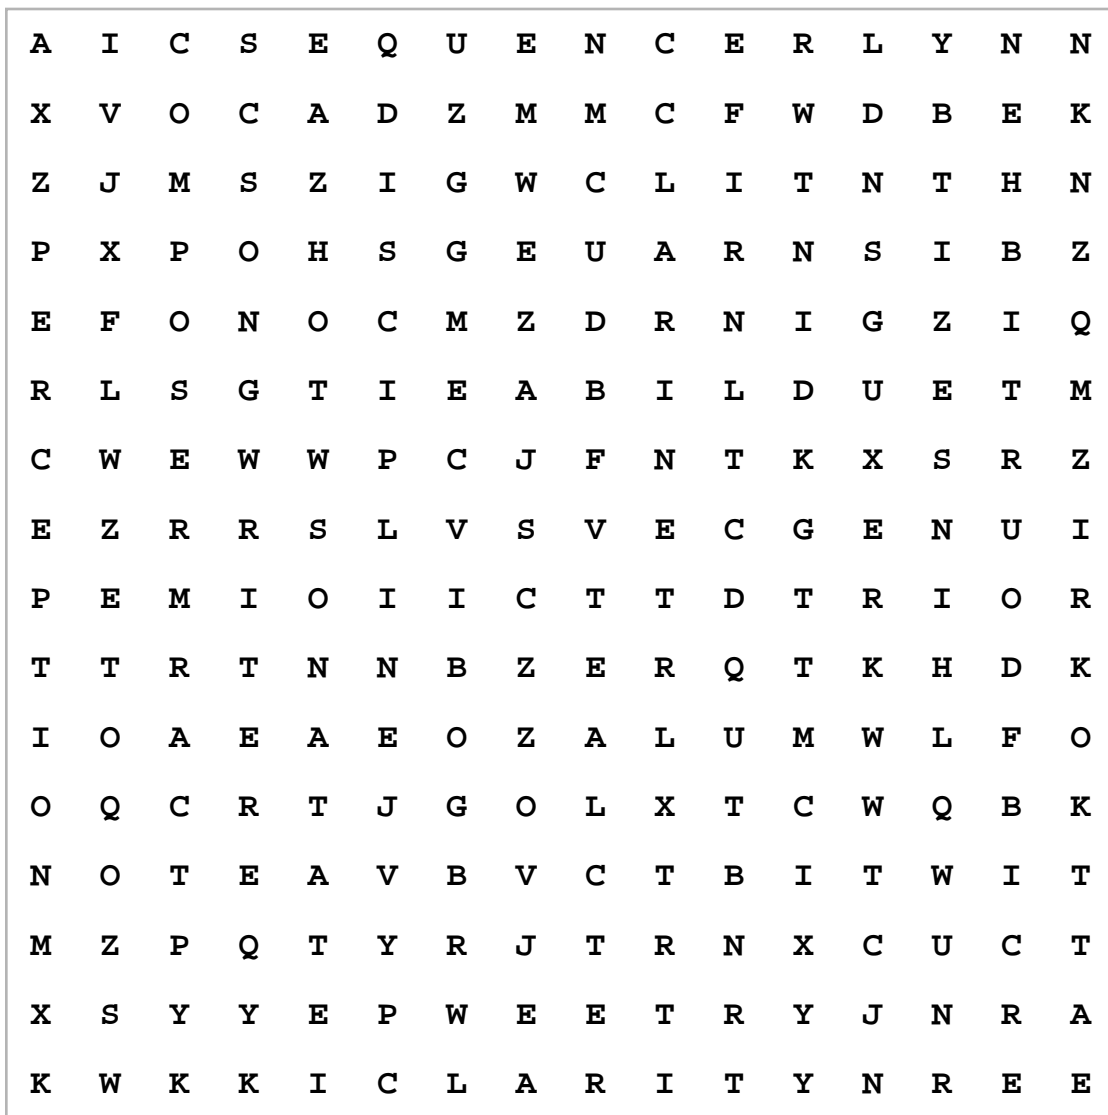 A I C S E Q U E N C E R L Y N N
X V O C A D Z M M C F W D B E K
Z J M S Z I G W C L I T N T H N
P X P O H S G E U A R N S I B Z
E F O N O C M Z D R N I G Z I Q
R L S G T I E A B I L D U E T M
C W E W W P C J F N T K X S R Z
E Z R R S L V S V E C G E N U I
P E M I O I I C T T D T R I O R
T T R T N N B Z E R Q T K H D K
I O A E A E O Z A L U M W L F O
O Q C R T J G O L X T C W Q B K
N O T E A V B V C T B I T W I T
M Z P Q T Y R J T R N X C U C T
X S Y Y E P W E E T R Y J N R A
K W K K I C L A R I T Y N R E E